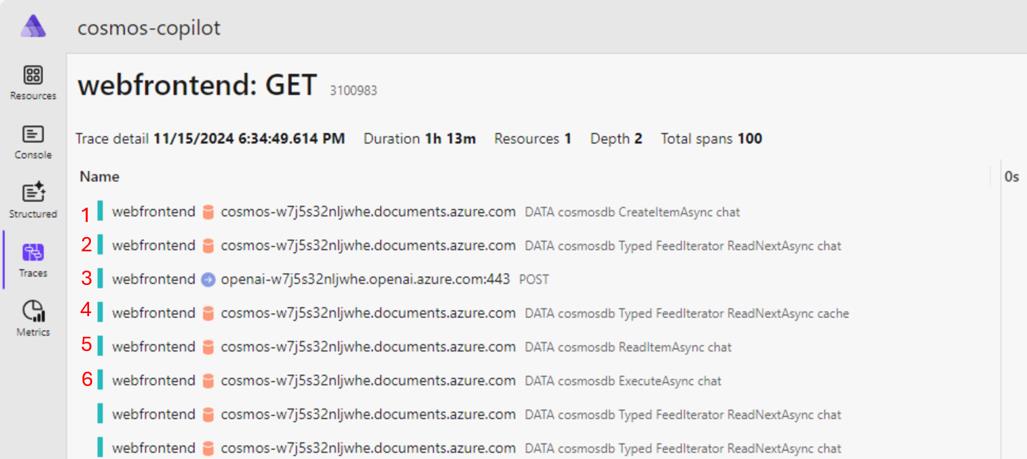 cosmos-copilot
Resources
Console
Structured
Traces
Metrics
webfrontend: GET 3100983
Trace detail 11/15/2024 6:34:49.614 PM Duration 1h 13m Resources 1 Depth 2 Total spans 100
Name 0s
1 webfrontend cosmos-w7j5s32nljwhe.documents.azure.com DATA cosmosdb CreateItemAsync chat
2 webfrontend cosmos-w7j5s32nljwhe.documents.azure.com DATA cosmosdb Typed FeedIterator ReadNextAsync chat
3 webfrontend openai-w7j5s32nljwhe.openai.azure.com:443 POST
4 webfrontend cosmos-w7j5s32nljwhe.documents.azure.com DATA cosmosdb Typed FeedIterator ReadNextAsync cache
5 webfrontend cosmos-w7j5s32nljwhe.documents.azure.com DATA cosmosdb ReadItemAsync chat
6 webfrontend cosmos-w7j5s32nljwhe.documents.azure.com DATA cosmosdb ExecuteAsync chat
webfrontend cosmos-w7j5s32nljwhe.documents.azure.com DATA cosmosdb Typed FeedIterator ReadNextAsync chat
webfrontend cosmos-w7j5s32nljwhe.documents.azure.com DATA cosmosdb Typed FeedIterator ReadNextAsync chat